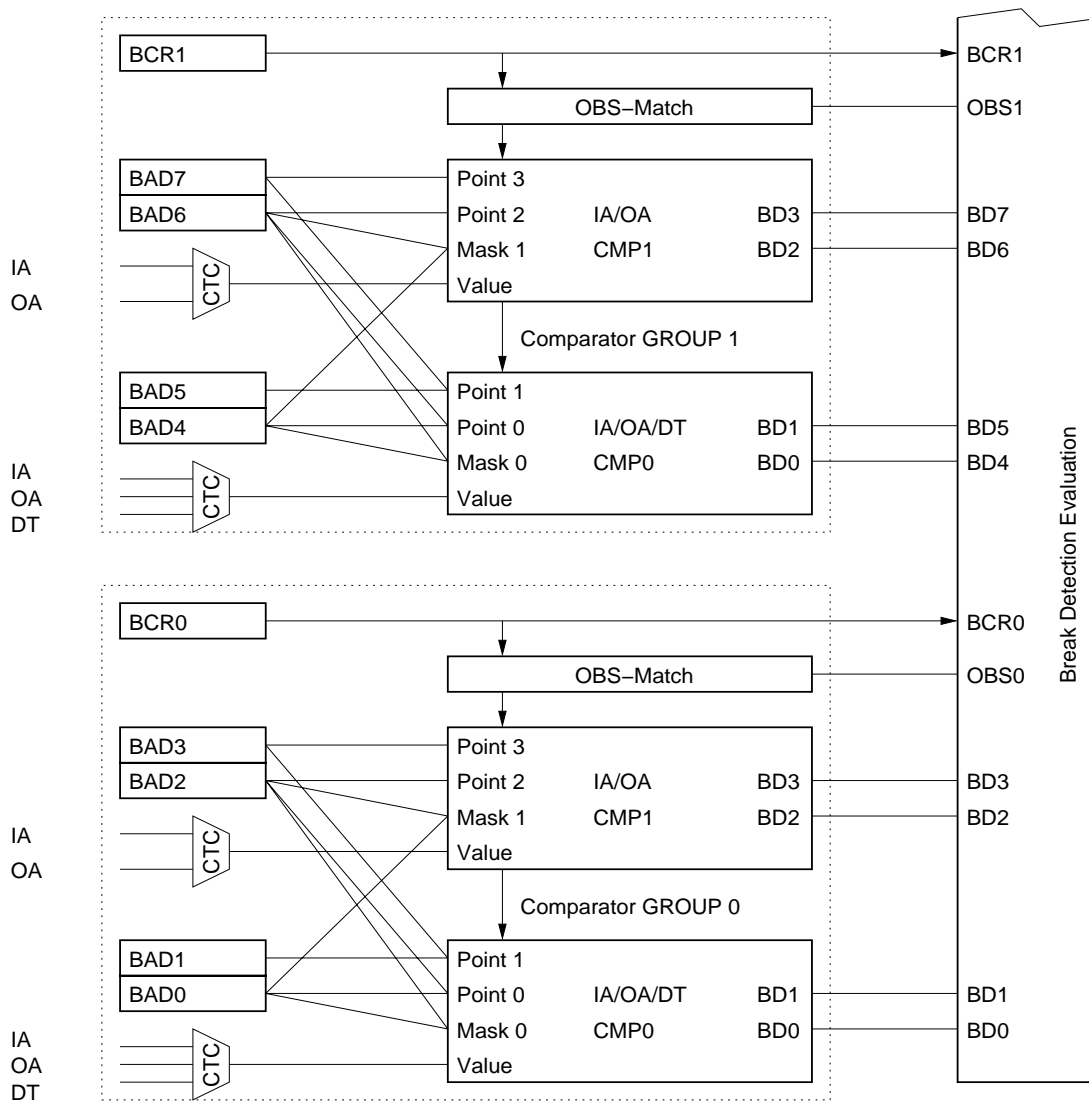 BCR1 BCR1
OBS−Match OBS1
BAD7 Point 3
BAD6 Point 2 IA/OA BD3 BD7
Mask 1 CMP1 BD2 BD6
IA CTC Value
OA
Comparator GROUP 1
BAD5 Point 1
BAD4 Point 0 IA/OA/DT BD1 BD5
Mask 0 CMP0 BD0 BD4
IA
OA CTC Value
DT
Break Detection Evaluation
BCR0 BCR0
OBS−Match OBS0
BAD3 Point 3
BAD2 Point 2 IA/OA BD3 BD3
Mask 1 CMP1 BD2 BD2
IA CTC Value
OA
Comparator GROUP 0
BAD1 Point 1
BAD0 Point 0 IA/OA/DT BD1 BD1
Mask 0 CMP0 BD0 BD0
IA
OA CTC Value
DT